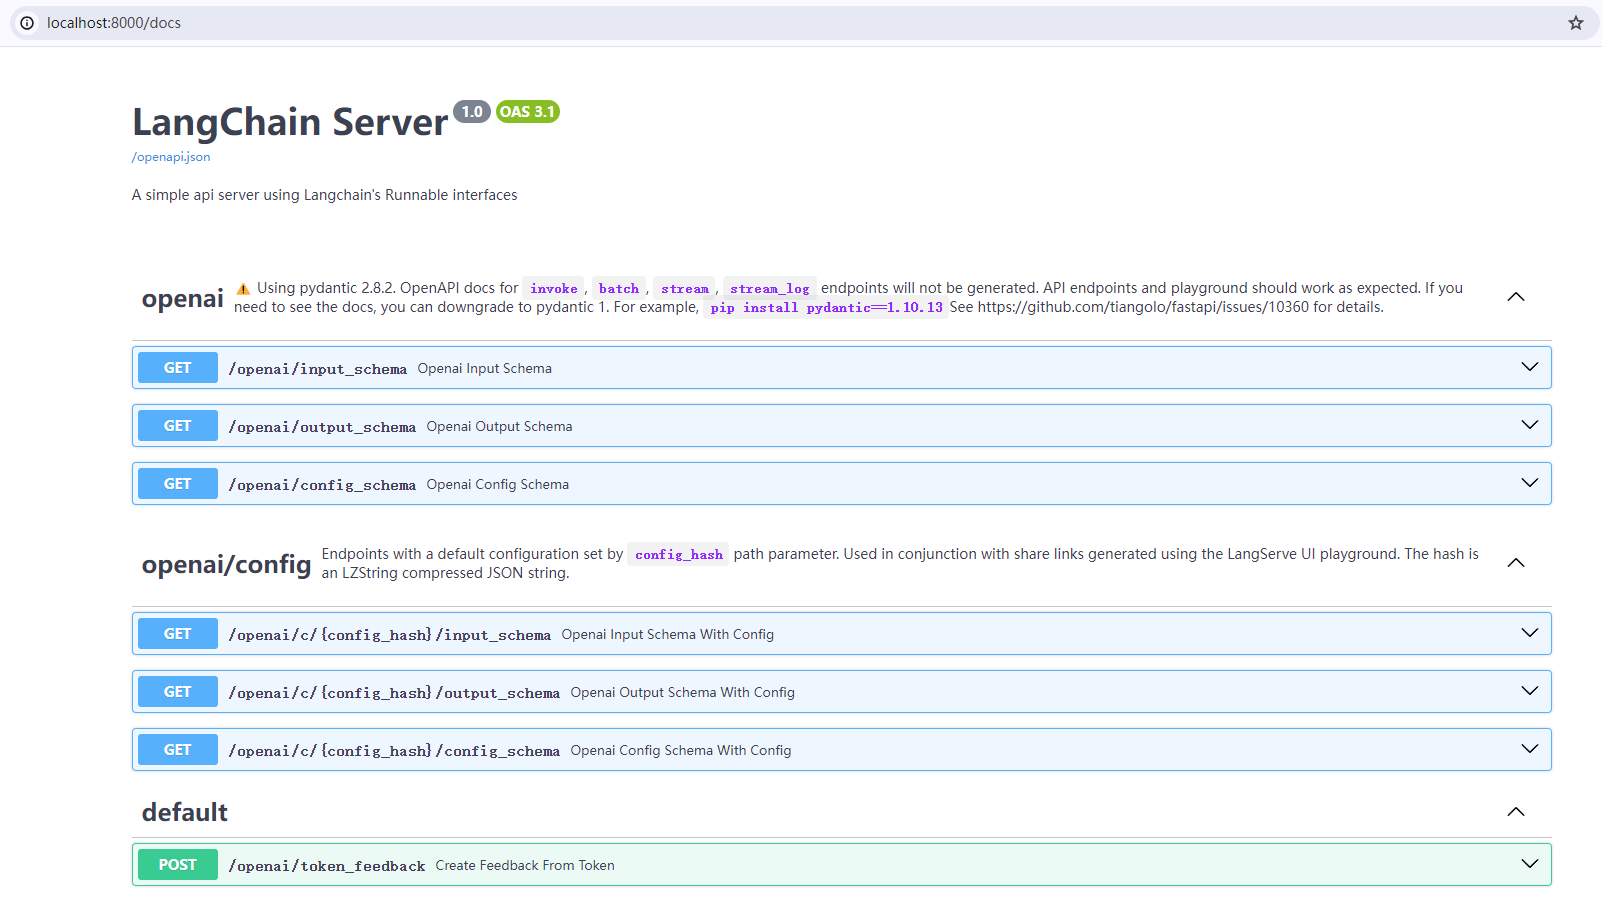 localhost:8000/docs
LangChain Server 1.0 OAS 3.1
/openapi.json
A simple api server using Langchain's Runnable interfaces
openai
⚠️ Using pydantic 2.8.2. OpenAPI docs for invoke, batch, stream, stream_log endpoints will not be generated. API endpoints and playground should work as expected. If you
need to see the docs, you can downgrade to pydantic 1. For example, pip install pydantic==1.10.13 See https://github.com/tiangolo/fastapi/issues/10360 for details.
GET /openai/input_schema Openai Input Schema
GET /openai/output_schema Openai Output Schema
GET /openai/config_schema Openai Config Schema
openai/config
Endpoints with a default configuration set by config_hash path parameter. Used in conjunction with share links generated using the LangServe UI playground. The hash is
an LZString compressed JSON string.
GET /openai/c/{config_hash}/input_schema Openai Input Schema With Config
GET /openai/c/{config_hash}/output_schema Openai Output Schema With Config
GET /openai/c/{config_hash}/config_schema Openai Config Schema With Config
default
POST /openai/token_feedback Create Feedback From Token